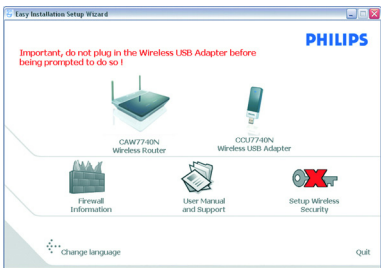 Easy Installation Setup Wizard
PHILIPS
Important, do not plug in the Wireless USB Adapter before
being prompted to do so !
CAW7740N
Wireless Router
CCU7740N
Wireless USB Adapter
Firewall
Information
User Manual
and Support
Setup Wireless
Security
Change language
Quit